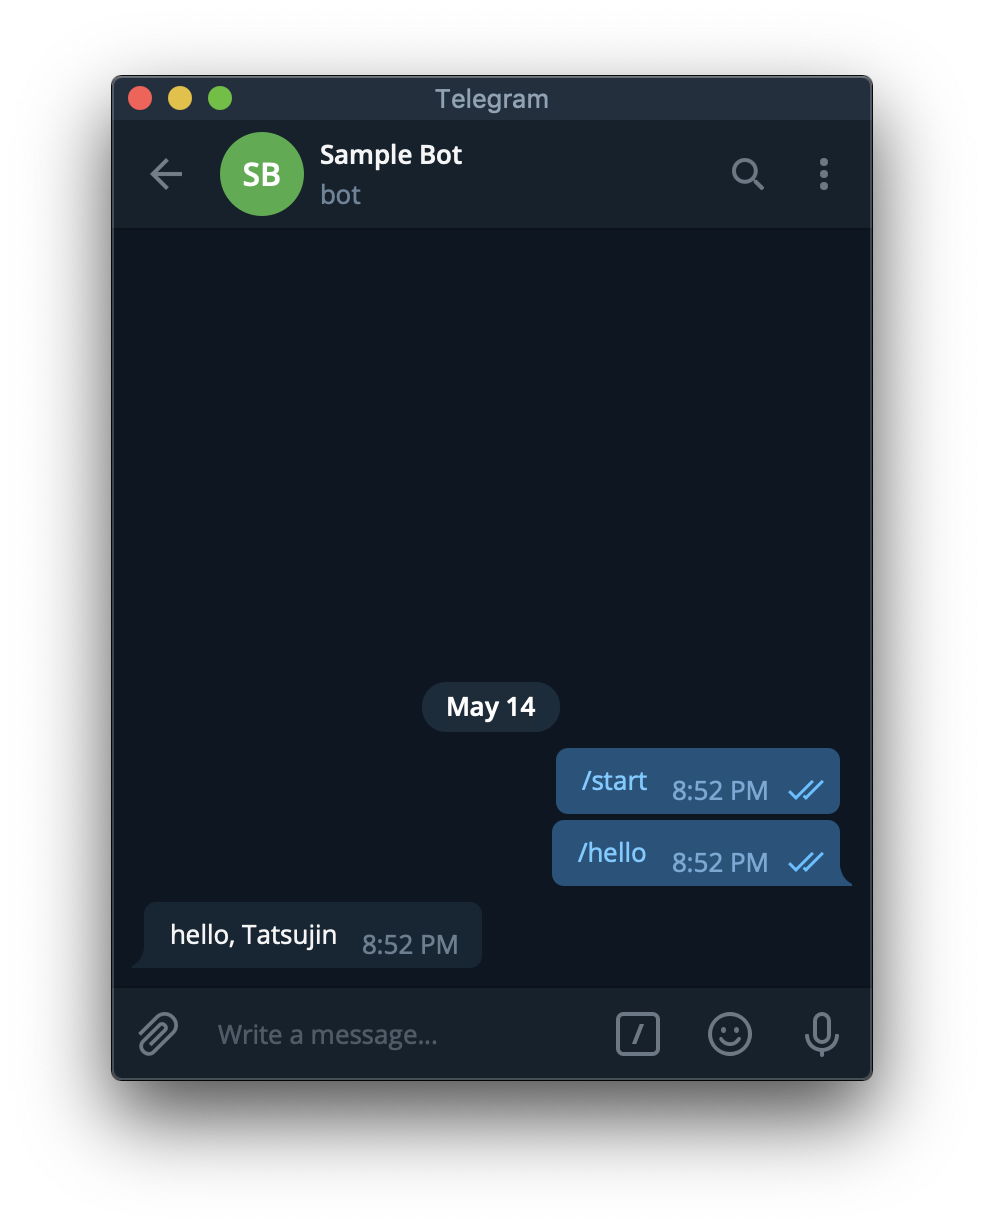 Telegram
SB
Sample Bot
bot
May 14
/start 8:52 PM
/hello 8:52 PM
hello, Tatsujin 8:52 PM
Write a message...
/